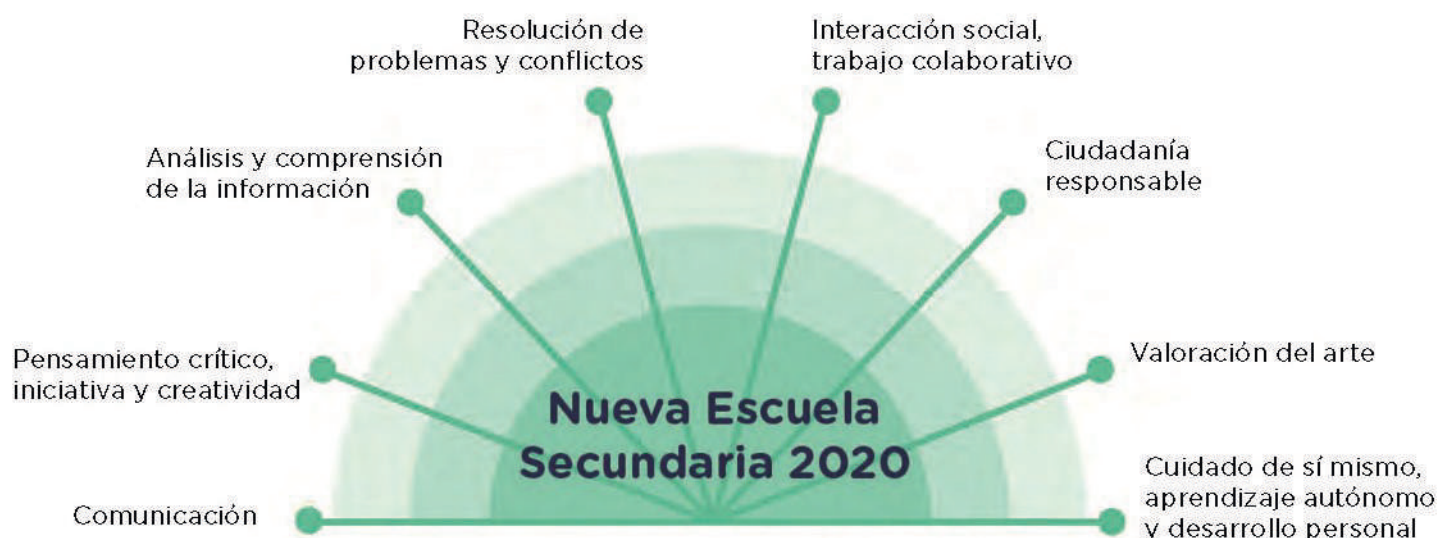 Resolución de
problemas y conflictos
Interacción social,
trabajo colaborativo
Análisis y comprensión
de la información
Ciudadanía
responsable
Pensamiento crítico,
iniciativa y creatividad
Valoración del arte
Nueva Escuela
Secundaria 2020
Comunicación
Cuidado de sí mismo,
aprendizaje autónomo
y desarrollo personal